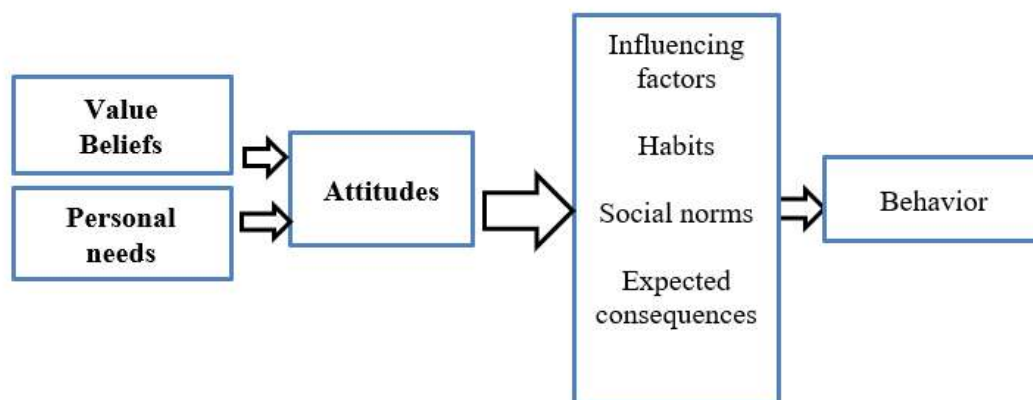 Value
Beliefs
Personal
needs
Attitudes
Influencing
factors
Habits
Social norms
Expected
consequences
Behavior